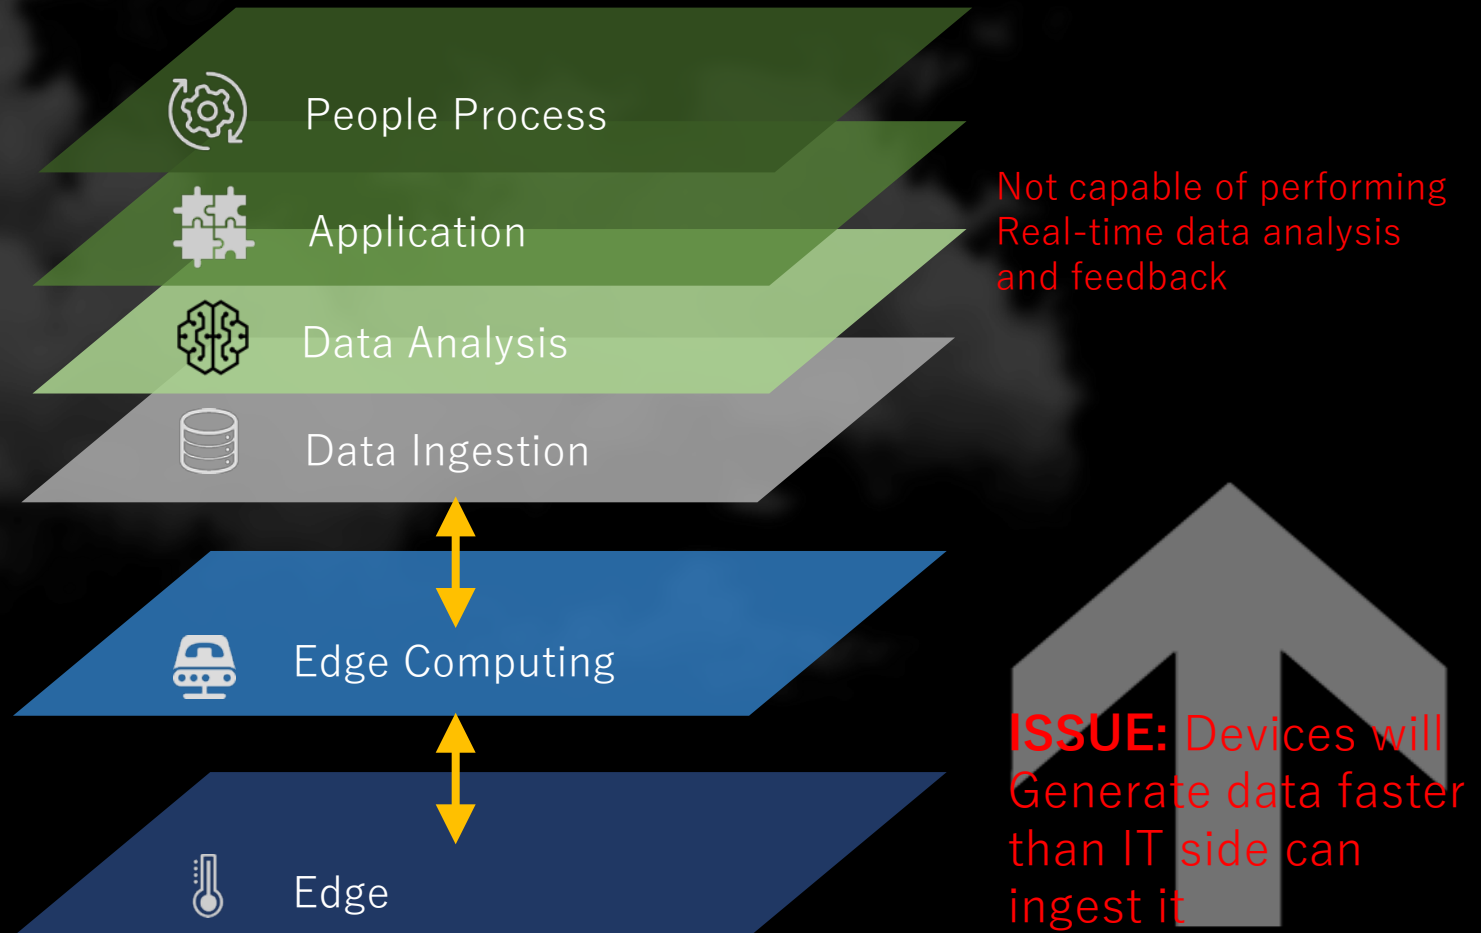 People Process
Application
Data Analysis
Data Ingestion
Edge Computing
Edge
Not capable of performing
Real-time data analysis
and feedback
ISSUE: Devices will
Generate data faster
than IT side can
ingest it